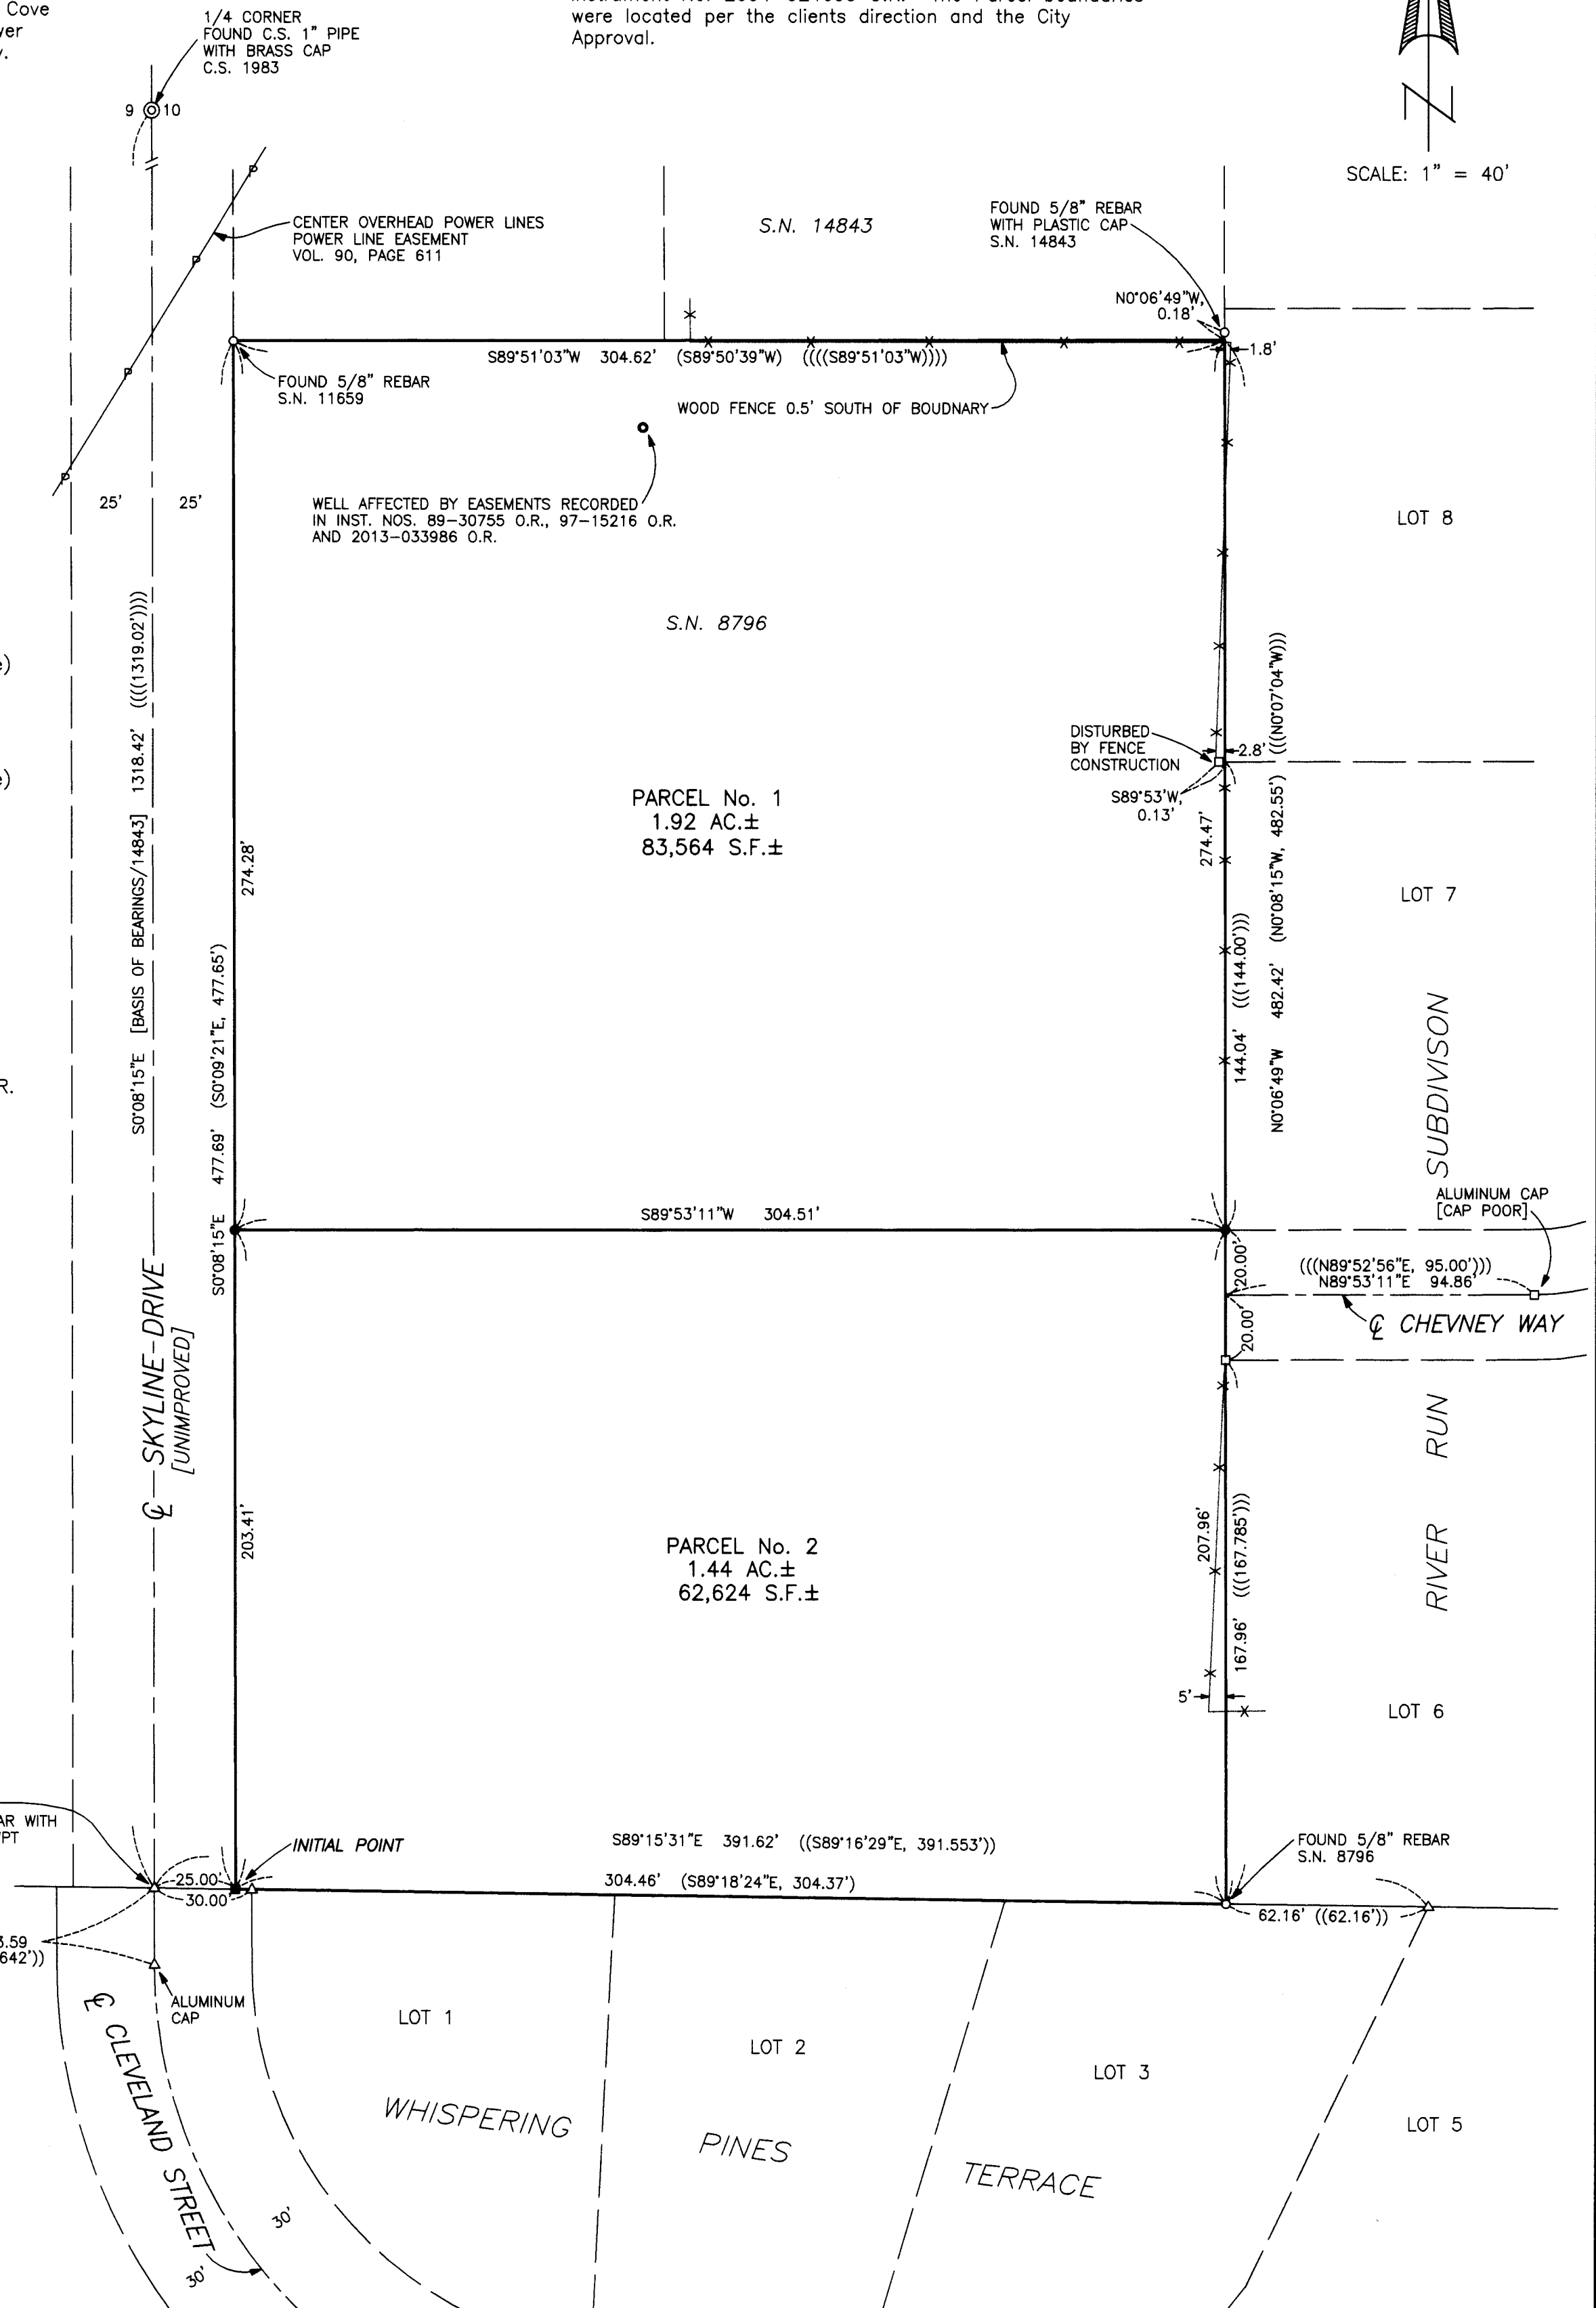 Cove
1/4 CORNER
FOUND C.S. 1" PIPE
WITH BRASS CAP
C.S. 1983
were located per the clients direction and the City
Approval.
9 10
N
SCALE: 1" = 40'
CENTER OVERHEAD POWER LINES
POWER LINE EASEMENT
VOL. 90, PAGE 611
P
P
P
P
S.N. 14843
FOUND 5/8" REBAR
WITH PLASTIC CAP
S.N. 14843
N0°06'49"W,
0.18'
S89°51'03"W 304.62' (S89°50'39"W) ((((S89°51'03"W))))
1.8'
FOUND 5/8" REBAR
S.N. 11659
WOOD FENCE 0.5' SOUTH OF BOUDNARY
25' 25'
WELL AFFECTED BY EASEMENTS RECORDED
IN INST. NOS. 89-30755 O.R., 97-15216 O.R.
AND 2013-033986 O.R.
LOT 8
S.N. 8796
S0°08'15"E [BASIS OF BEARINGS/14843] 1318.42' ((((1319.02'))))
DISTURBED
BY FENCE
CONSTRUCTION
2.8'
S89°53'W,
0.13'
PARCEL No. 1
1.92 AC.±
83,564 S.F.±
274.28'
274.47'
S0°08'15"E 477.69' (S0°09'21"E, 477.65')
144.04' (((144.00')))
N0°06'49"W 482.42' (N0°08'15"W, 482.55') (((N0°07'04"W)))
LOT 7
SUBDIVISON
ALUMINUM CAP
[CAP POOR]
S89°53'11"W 304.51'
20.00'
(((N89°52'56"E, 95.00')))
N89°53'11"E 94.86'
℄ CHEVNEY WAY
20.00'
℄ SKYLINE DRIVE
[UNIMPROVED]
RIVER RUN
203.41'
PARCEL No. 2
1.44 AC.±
62,624 S.F.±
207.96'
167.96' (((167.785')))
5'
LOT 6
INITIAL POINT
S89°15'31"E 391.62' ((S89°16'29"E, 391.553'))
FOUND 5/8" REBAR
S.N. 8796
25.00'
30.00'
304.46' (S89°18'24"E, 304.37')
62.16' ((62.16'))
AR WITH
PT
3.59
642'))
ALUMINUM
CAP
℄ CLEVELAND STREET
30'
30'
LOT 1
LOT 2
LOT 3
LOT 5
WHISPERING
PINES
TERRACE